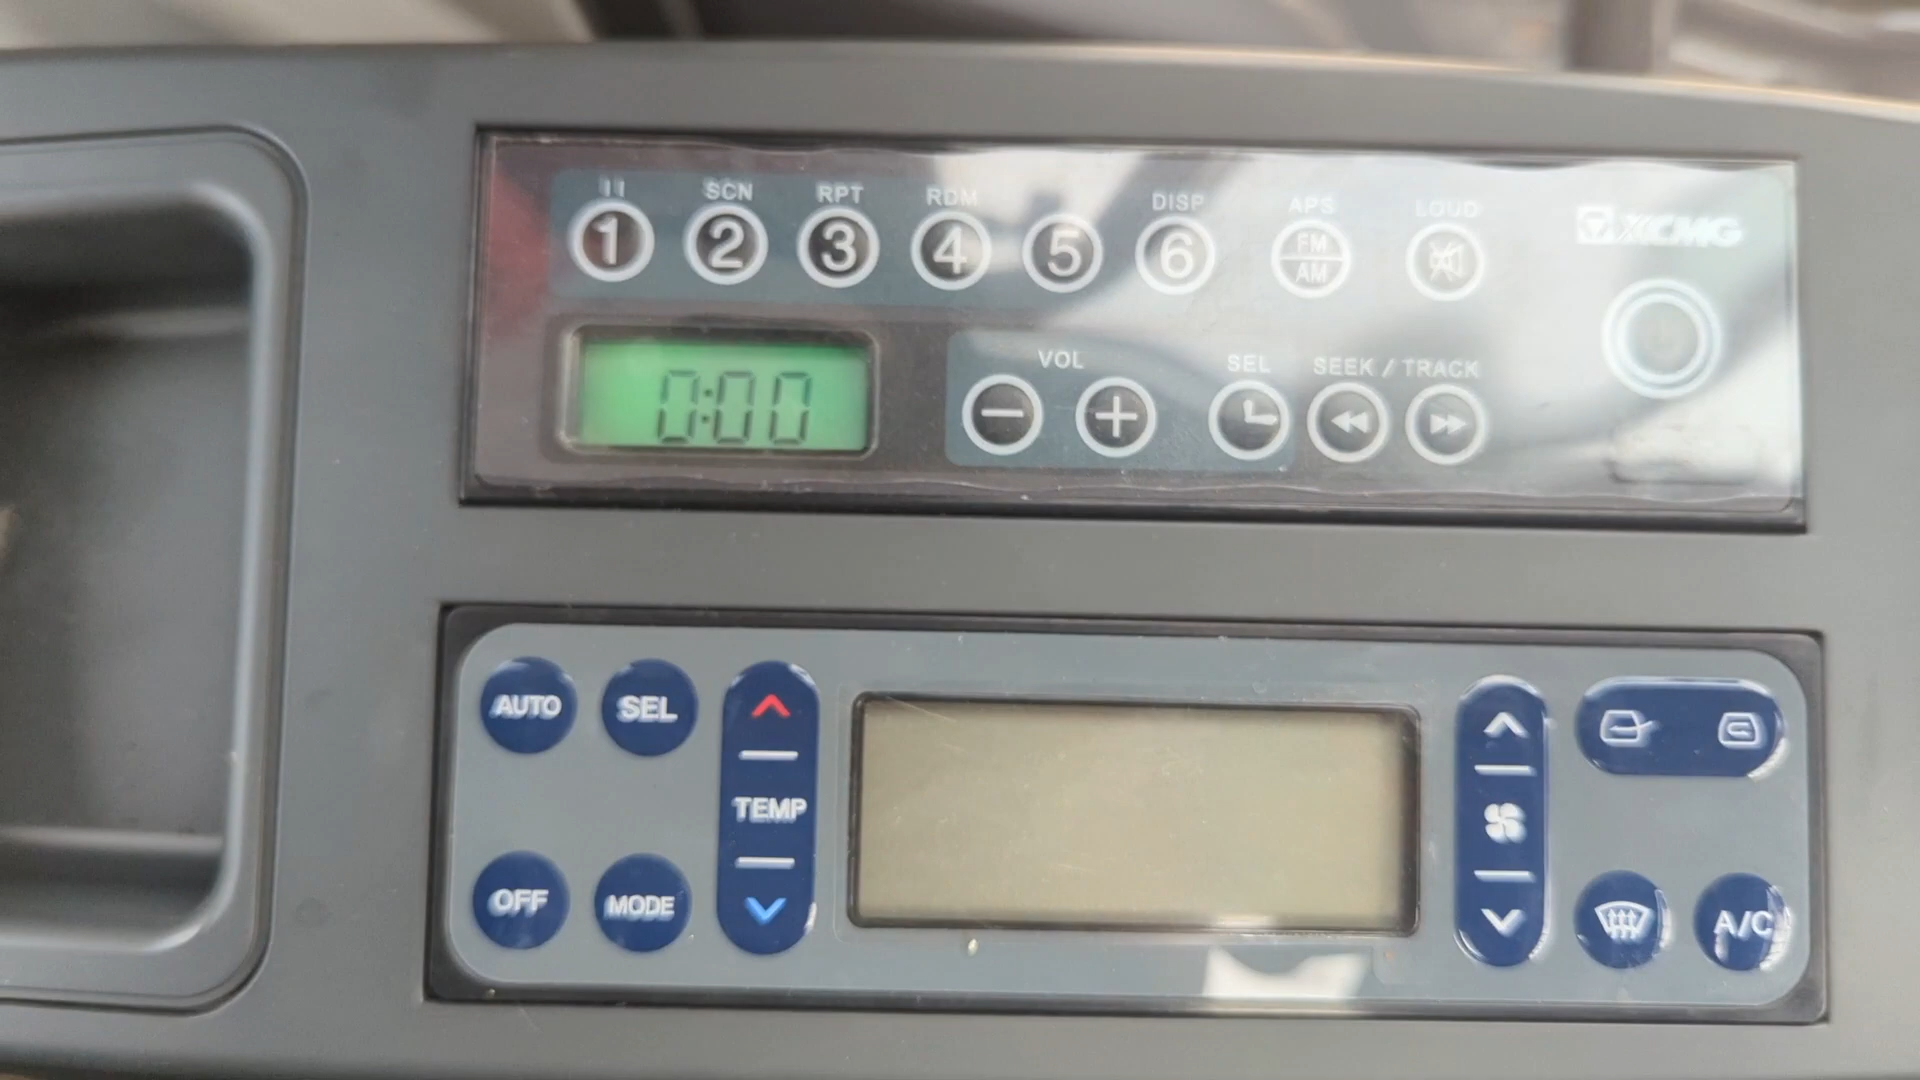 SCN RPT RDM DISP APS LOUD
1 2 3 4 5 6 FM AM
XCMG
0:00
VOL SEL SEEK / TRACK
AUTO SEL
TEMP
OFF MODE
A/C